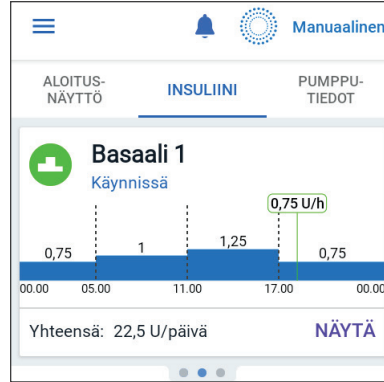 Manuaalinen
ALOITUS-
NÄYTTÖ
INSULIINI
PUMPPU-
TIEDOT
Basaali 1
Käynnissä
0,75 U/h
0,75 1 1,25 0,75
00.00 05.00 11.00 17.00 00.00
Yhteensä: 22,5 U/päivä NÄYTÄ